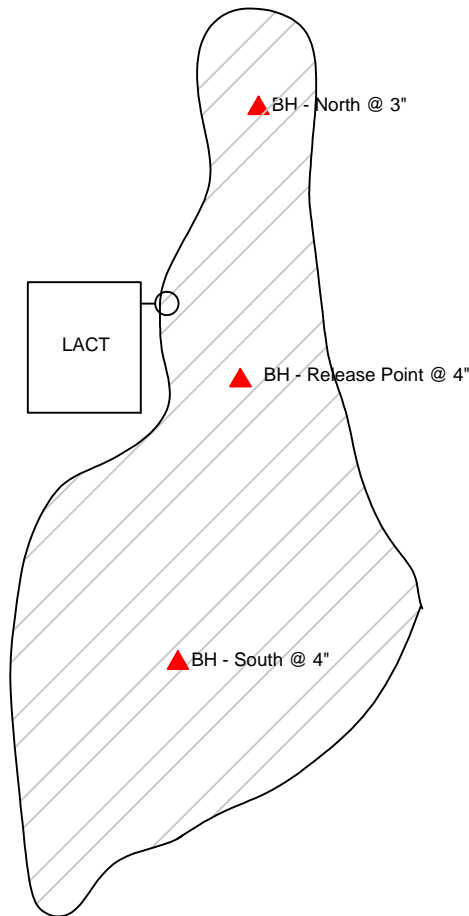 BH - North @ 3"
LACT
BH - Release Point @ 4"
BH - South @ 4"